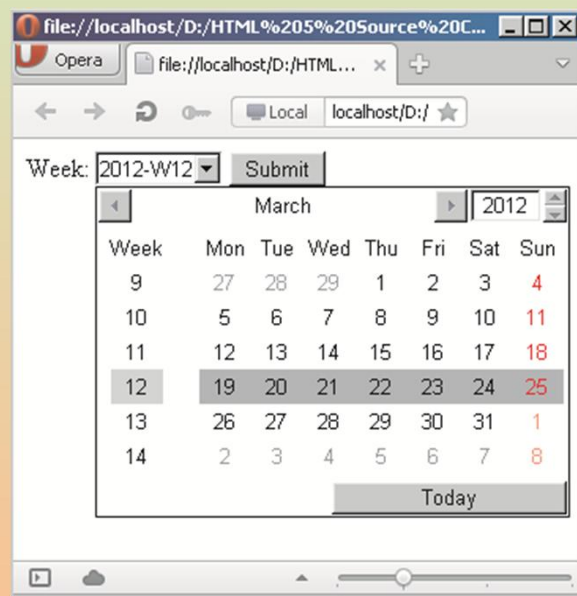 file://localhost/D:/HTML%205%20Source%20C...
Opera file://localhost/D:/HTML...
Local localhost/D:/
Week: 2012-W12 Submit
March 2012
Week Mon Tue Wed Thu Fri Sat Sun
9 27 28 29 1 2 3 4
10 5 6 7 8 9 10 11
11 12 13 14 15 16 17 18
12 19 20 21 22 23 24 25
13 26 27 28 29 30 31 1
14 2 3 4 5 6 7 8
Today